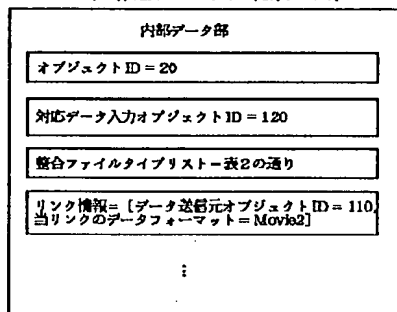 内部データ部
オブジェクトID=20
対応データ入力オブジェクトID=120
整合ファイルタイプリスト-表2の通り
リンク情報=[データ送信元オブジェクトID=110,
当リンクのデータフォーマット=Movie2]
⋮